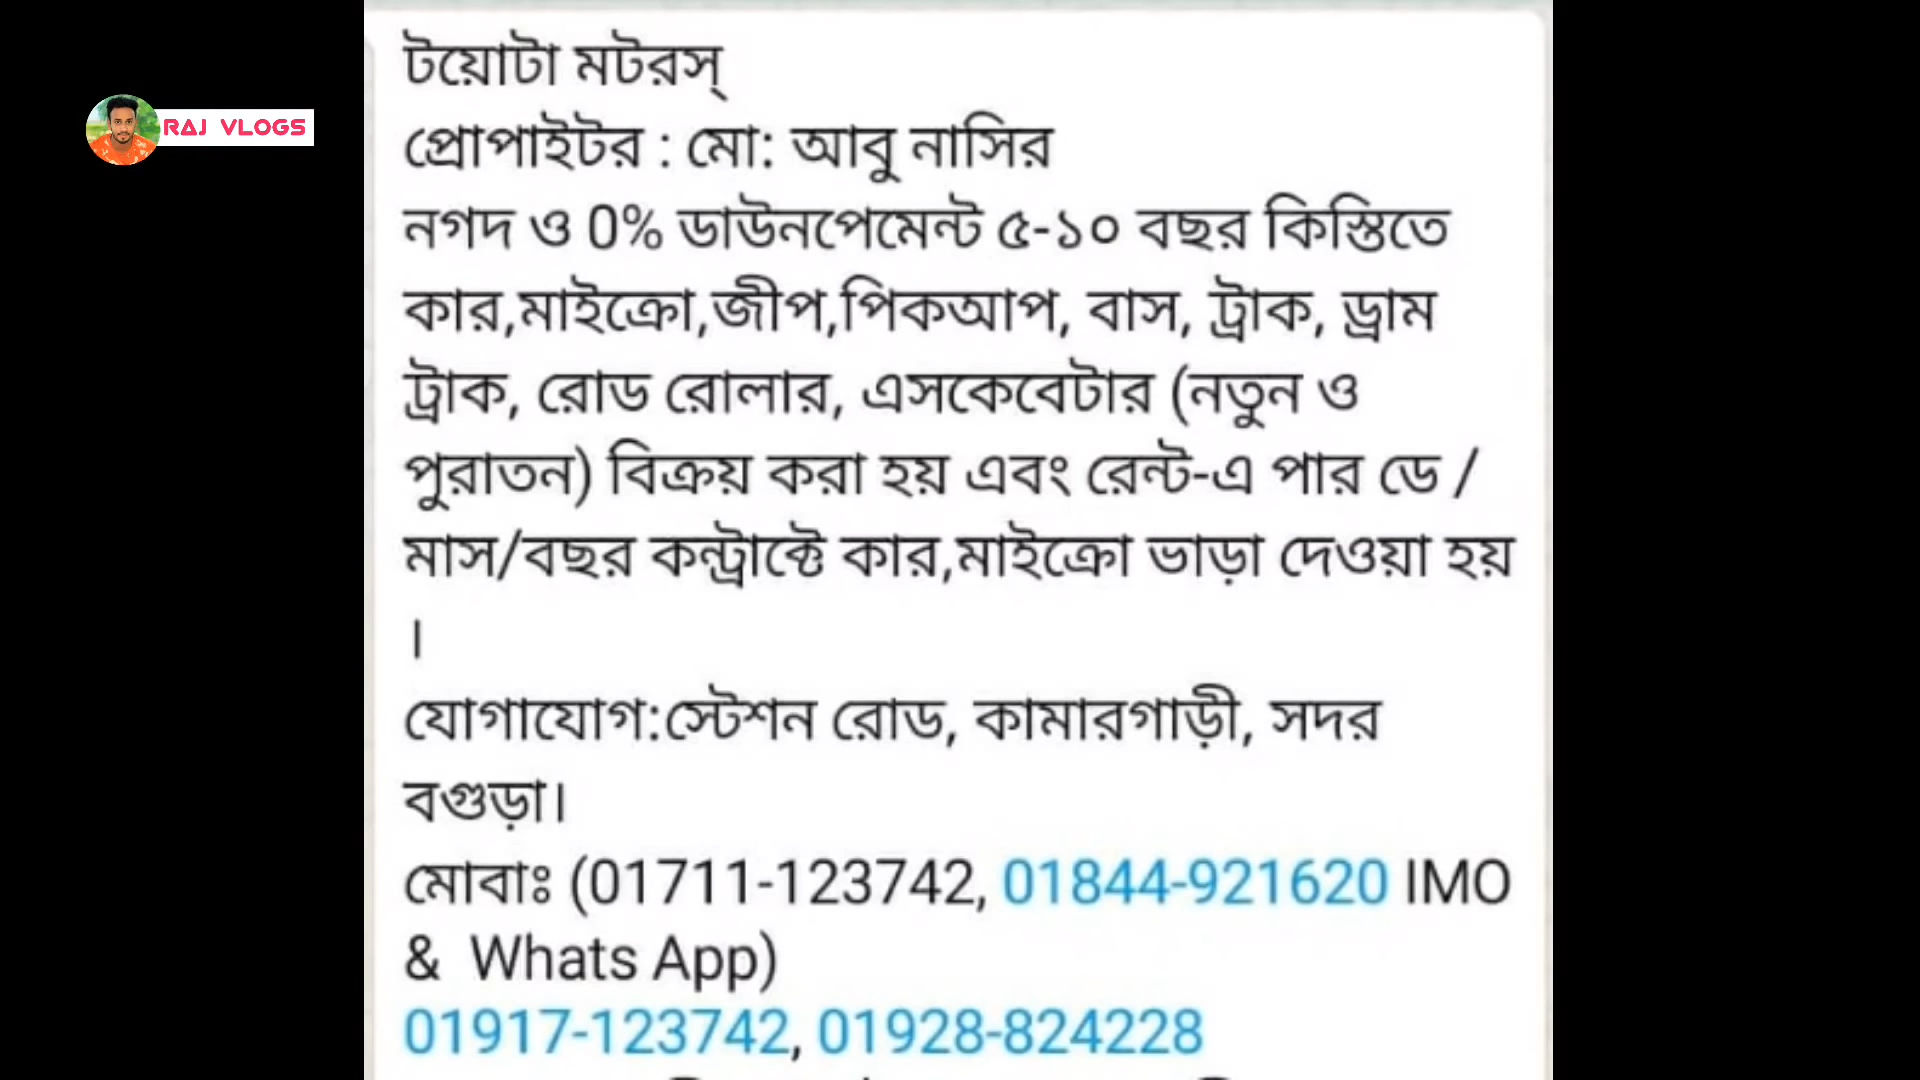 RAJ VLOGS
টয়োটা মটরস্
প্রোপাইটর : মো: আবু নাসির
নগদ ও 0% ডাউনপেমেন্ট ৫-১০ বছর কিস্তিতে
কার,মাইক্রো,জীপ,পিকআপ, বাস, ট্রাক, ড্রাম
ট্রাক, রোড রোলার, এসকেবেটার (নতুন ও
পুরাতন) বিক্রয় করা হয় এবং রেন্ট-এ পার ডে /
মাস/বছর কন্ট্রাক্টে কার,মাইক্রো ভাড়া দেওয়া হয়
।
যোগাযোগ:স্টেশন রোড, কামারগাড়ী, সদর
বগুড়া।
মোবাঃ (01711-123742, 01844-921620 IMO
& Whats App)
01917-123742, 01928-824228